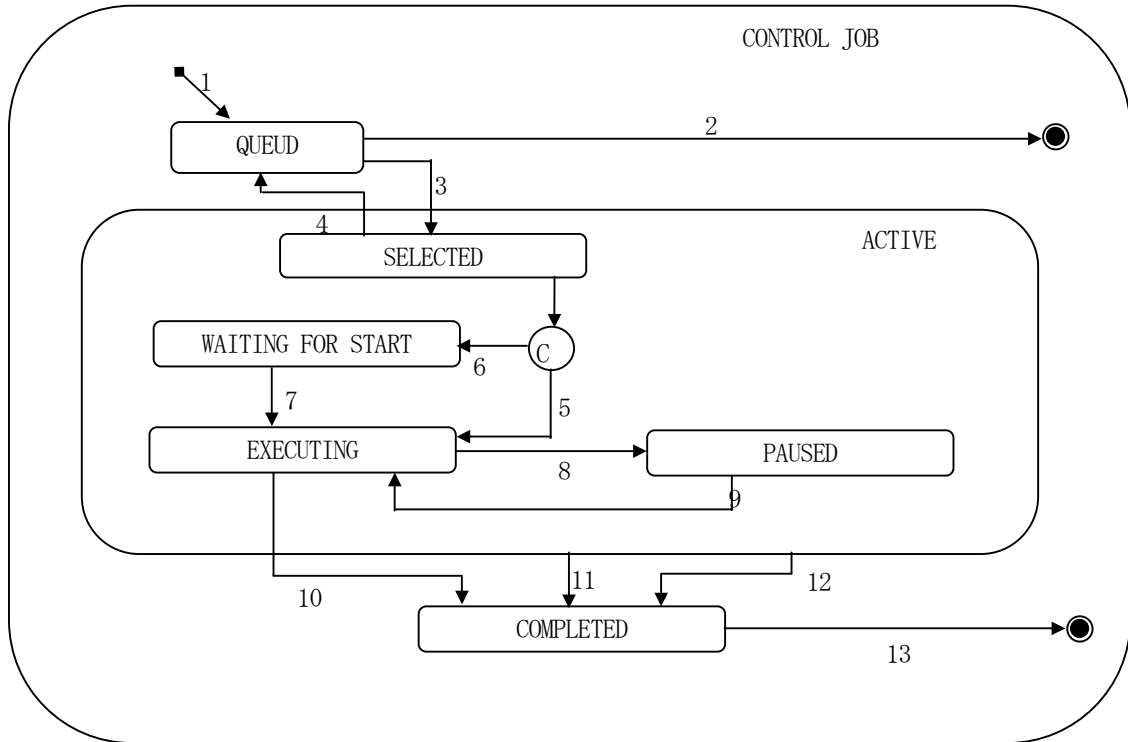 CONTROL JOB
1
QUEUD
2
3
4
ACTIVE
SELECTED
WAITING FOR START
6
C
7
5
EXECUTING
PAUSED
8
9
10
11
12
COMPLETED
13